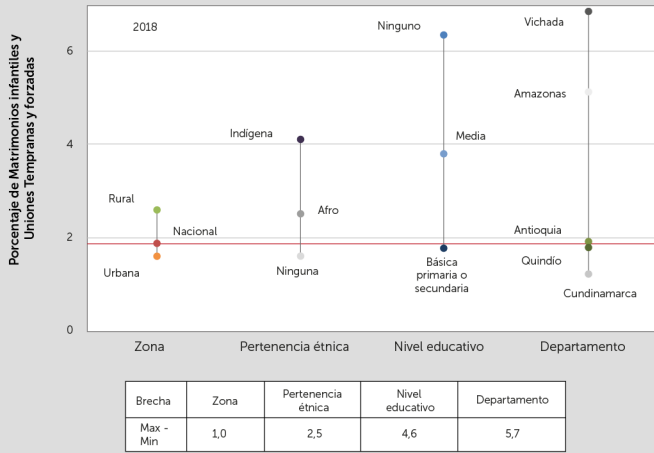 Porcentaje de Matrimonios infantiles y
Uniones Tempranas y forzadas
2018
6
4
2
0
Rural
Nacional
Urbana
Indígena
Afro
Ninguna
Ninguno
Media
Básica
primaria o
secundaria
Vichada
Amazonas
Antioquia
Quindío
Cundinamarca
Zona
Pertenencia étnica
Nivel educativo
Departamento
Brecha Zona Pertenencia étnica Nivel educativo Departamento
Max - Min 1,0 2,5 4,6 5,7